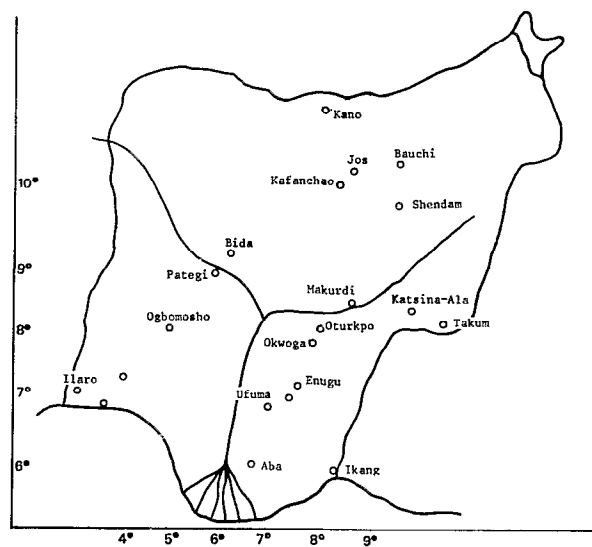 Kano
Jos
Bauchi
Kafanchao
10°
Shendam
Bida
9°
Pategi
Makurdi
Katsina-Ala
Ogbomosho
8°
Oturkpo
Takum
Okwoga
Ilaro
7°
Enugu
Ufuma
6°
Aba
Ikang
4° 5° 6° 7° 8° 9°